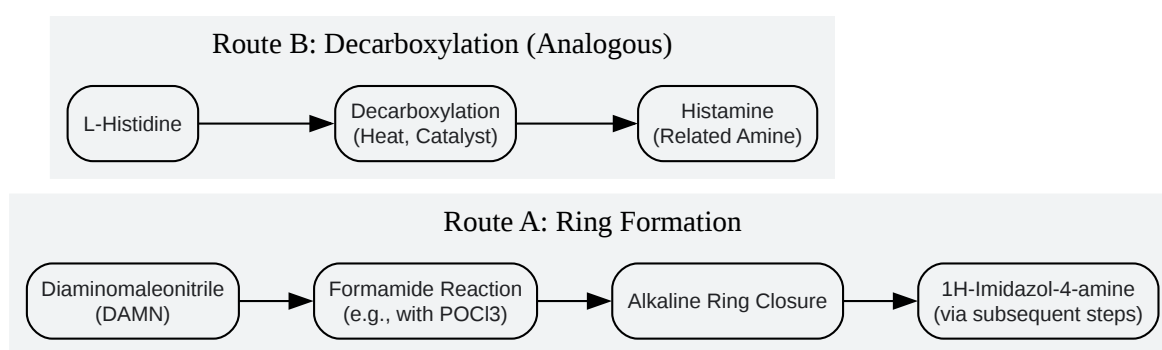 Route B: Decarboxylation (Analogous)
L-Histidine
Decarboxylation
(Heat, Catalyst)
Histamine
(Related Amine)
Route A: Ring Formation
Diaminomaleonitrile
(DAMN)
Formamide Reaction
(e.g., with POCl3)
Alkaline Ring Closure
1H-Imidazol-4-amine
(via subsequent steps)